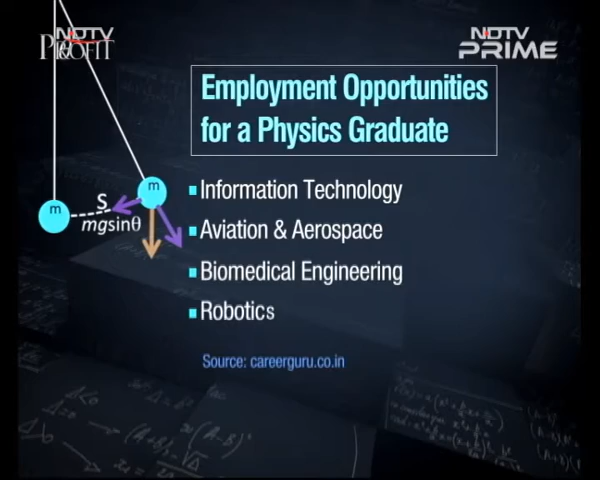 NDTV
PROFIT
NDTV
PRIME
Employment Opportunities
for a Physics Graduate
m
m
S
mgsinθ
Information Technology
Aviation & Aerospace
Biomedical Engineering
Robotics
Source: careerguru.co.in